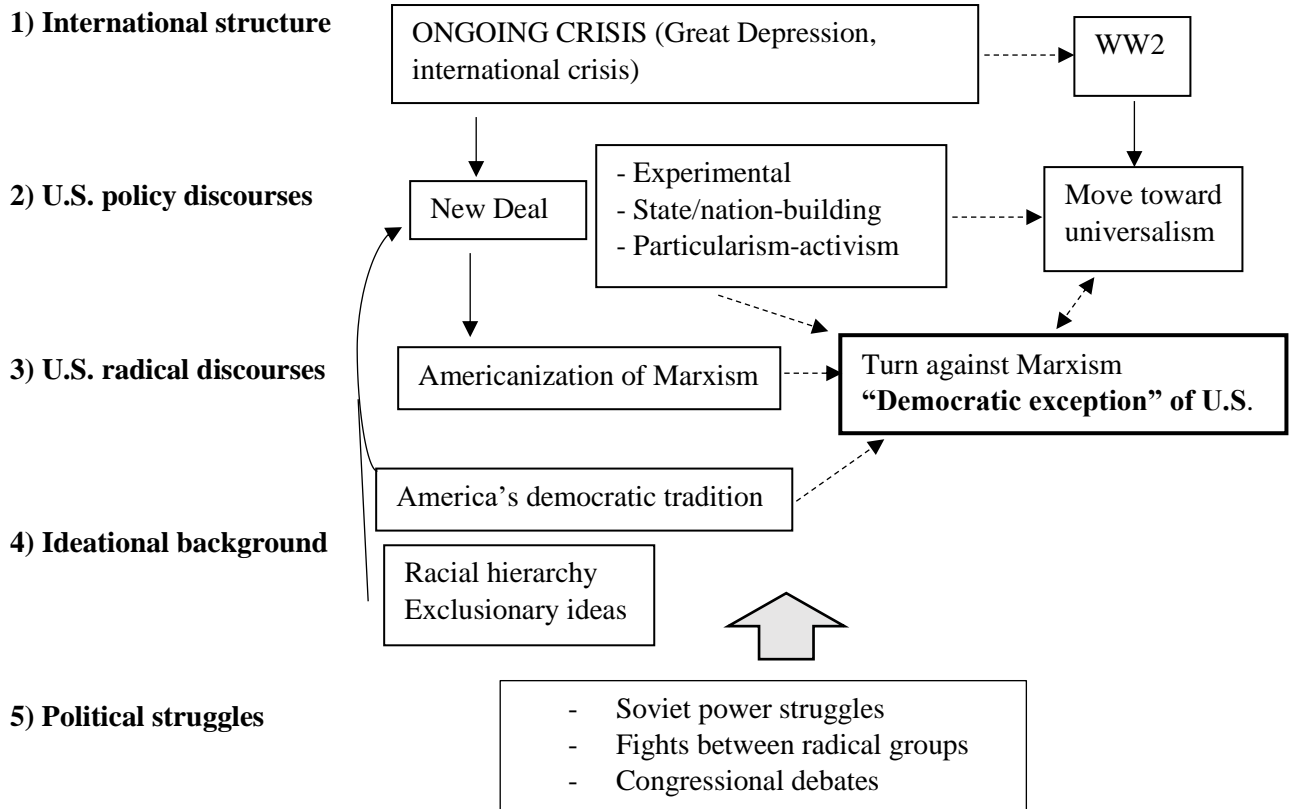 1) International structure
ONGOING CRISIS (Great Depression,
international crisis)
WW2
2) U.S. policy discourses
New Deal
- Experimental
- State/nation-building
- Particularism-activism
Move toward
universalism
3) U.S. radical discourses
Americanization of Marxism
Turn against Marxism
“Democratic exception” of U.S.
America’s democratic tradition
4) Ideational background
Racial hierarchy
Exclusionary ideas
5) Political struggles
- Soviet power struggles
- Fights between radical groups
- Congressional debates